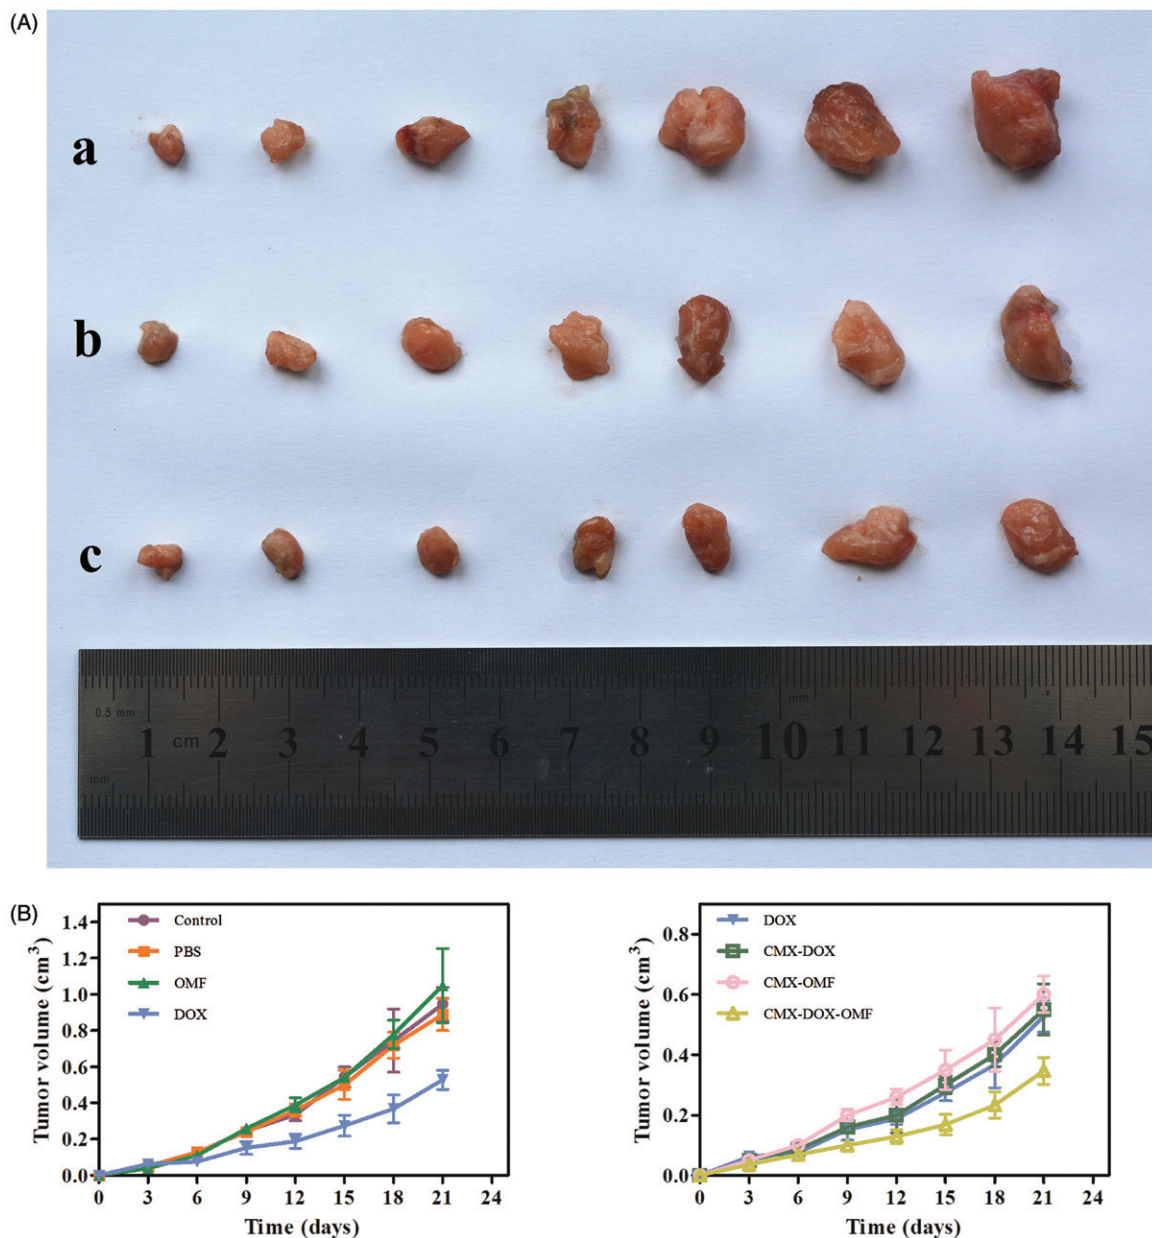 (A)
a
b
c
0.5 mm
mm
1 cm 2 3 4 5 6 7 8 9 10 11 12 13 14 15
mm
(B)
1.4
1.2
1.0
0.8
0.6
0.4
0.2
0.0
Tumor volume (cm³)
Control
PBS
OMF
DOX
0 3 6 9 12 15 18 21 24
Time (days)
0.8
0.6
0.4
0.2
0.0
Tumor volume (cm³)
DOX
CMX-DOX
CMX-OMF
CMX-DOX-OMF
0 3 6 9 12 15 18 21 24
Time (days)